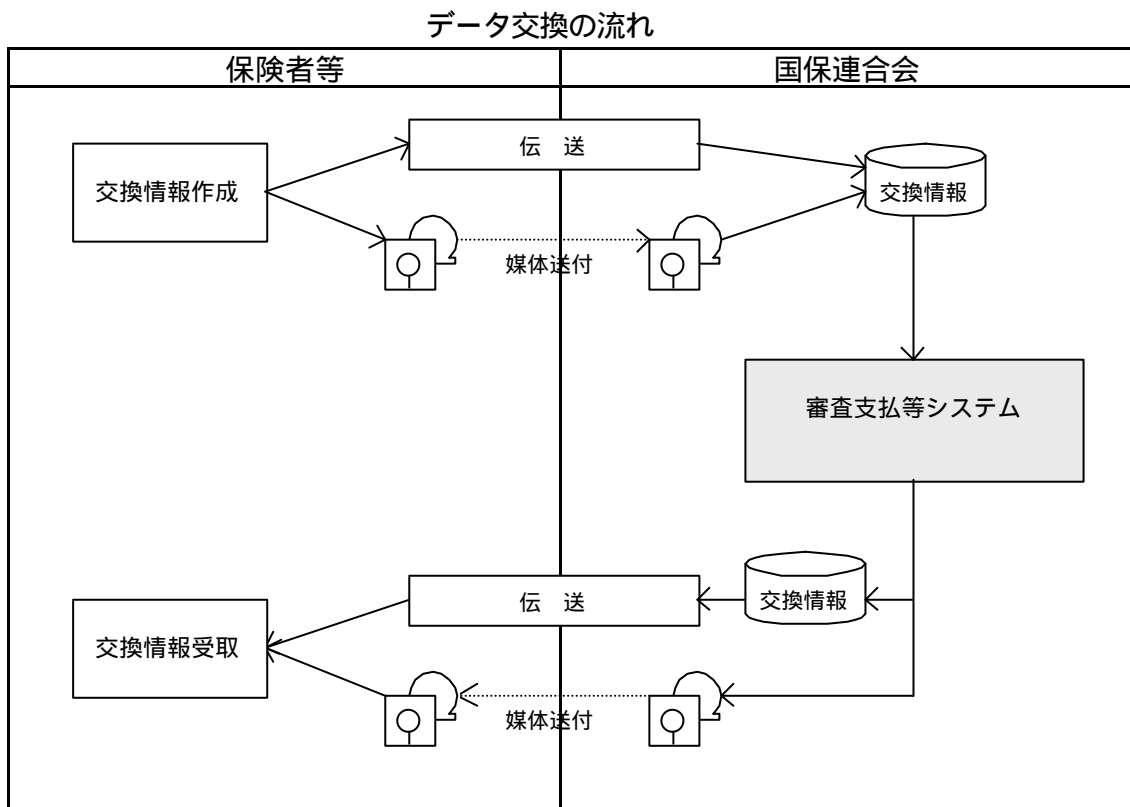 データ交換の流れ
保険者等
国保連合会
伝　送
交換情報作成
交換情報
媒体送付
審査支払等システム
伝　送
交換情報
交換情報受取
媒体送付